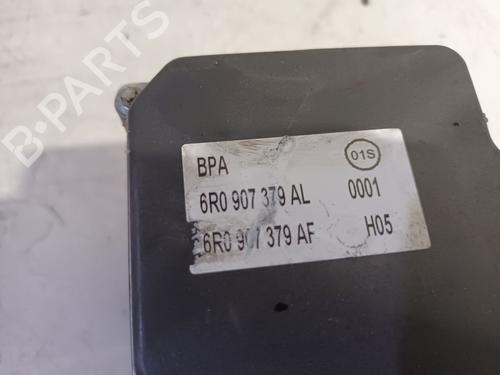 B-PARTS
BPA
01S
6R0 907 379 AL 0001
6R0 907 379 AF H05